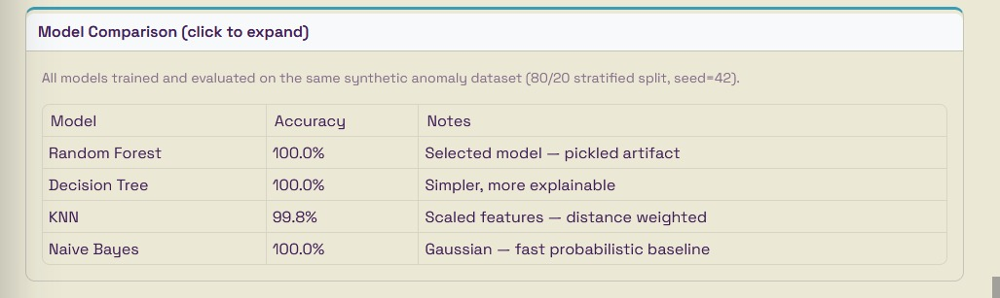 Model Comparison (click to expand)
All models trained and evaluated on the same synthetic anomaly dataset (80/20 stratified split, seed=42).
Model Accuracy Notes
Random Forest 100.0% Selected model — pickled artifact
Decision Tree 100.0% Simpler, more explainable
KNN 99.8% Scaled features — distance weighted
Naive Bayes 100.0% Gaussian — fast probabilistic baseline